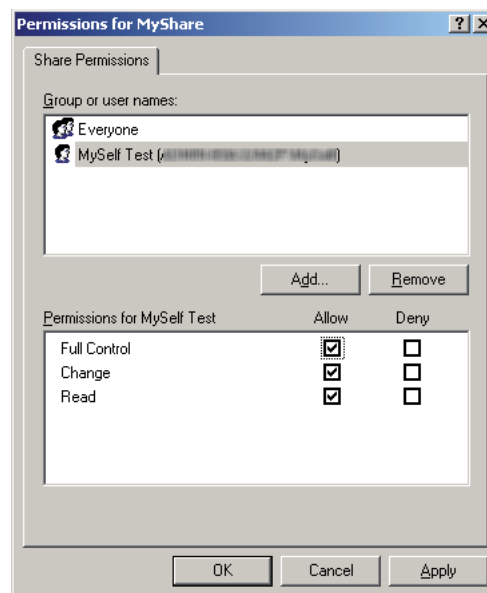 Permissions for MyShare
Share Permissions
Group or user names:
Everyone
MySelf Test (
Add... Remove
Permissions for MySelf Test Allow Deny
Full Control
Change
Read
OK Cancel Apply